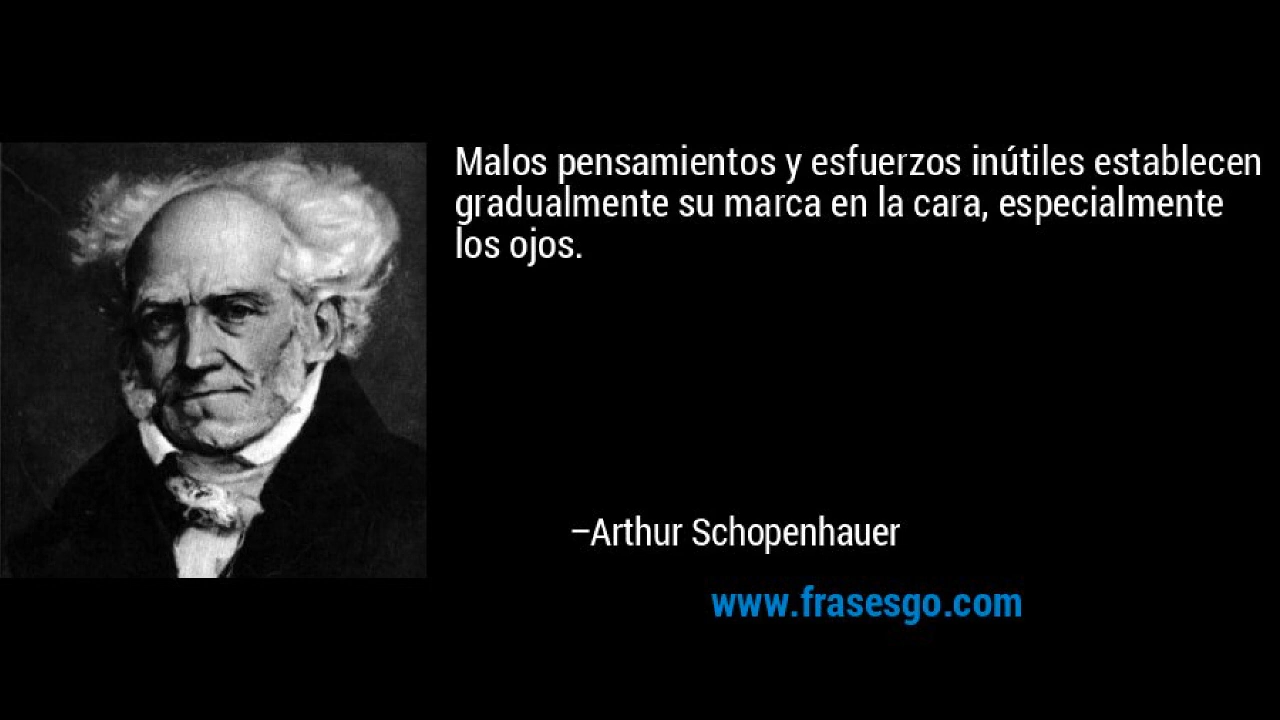 Malos pensamientos y esfuerzos inútiles establecen
gradualmente su marca en la cara, especialmente
los ojos.
–Arthur Schopenhauer
www.frasesgo.com